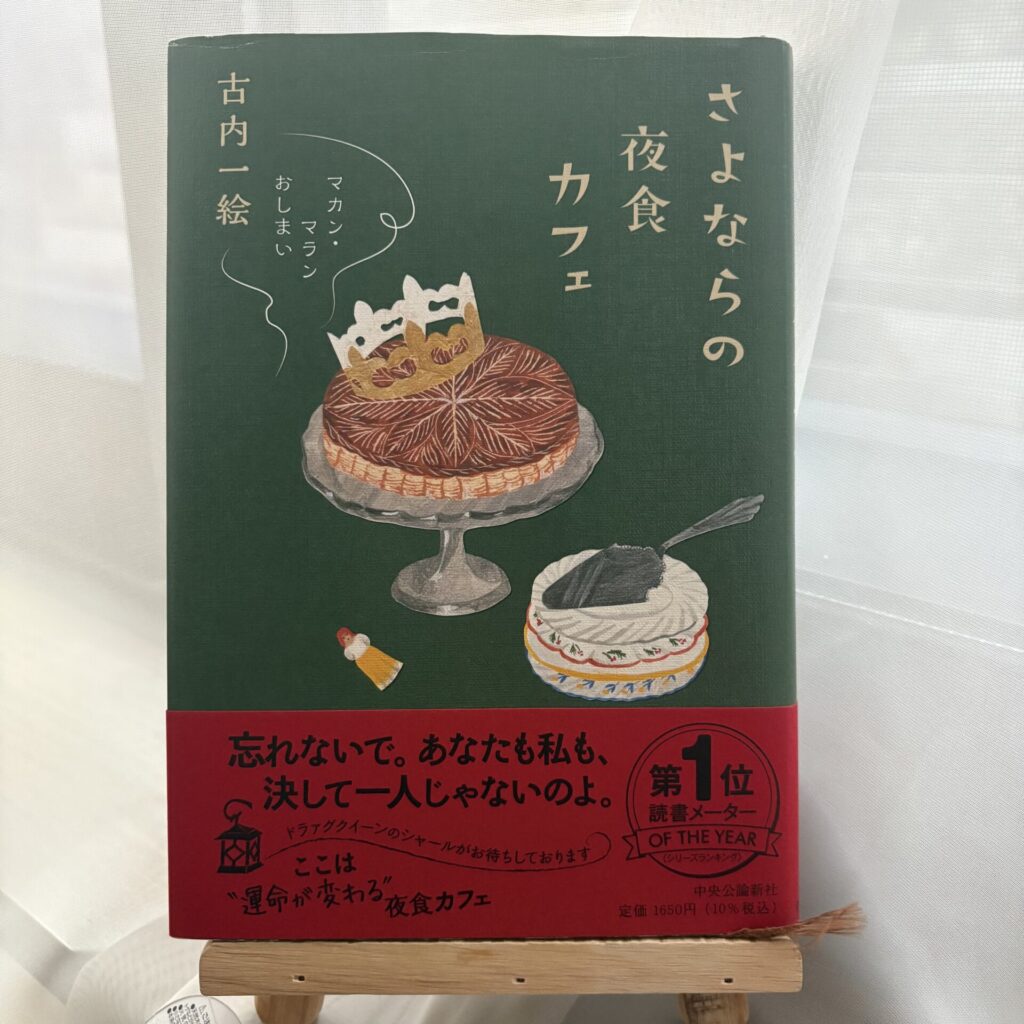 さよならの
夜食
カフェ
マカン・
マラン
おしまい
古内一絵
忘れないで。あなたも私も、
決して一人じゃないのよ。
ドラァグクイーンのシャールがお待ちしております
ここは
“運命が変わる”夜食カフェ
第1位
読書メーター
OF THE YEAR
(シリーズランキング)
中央公論新社
定価 1650円（10%税込）